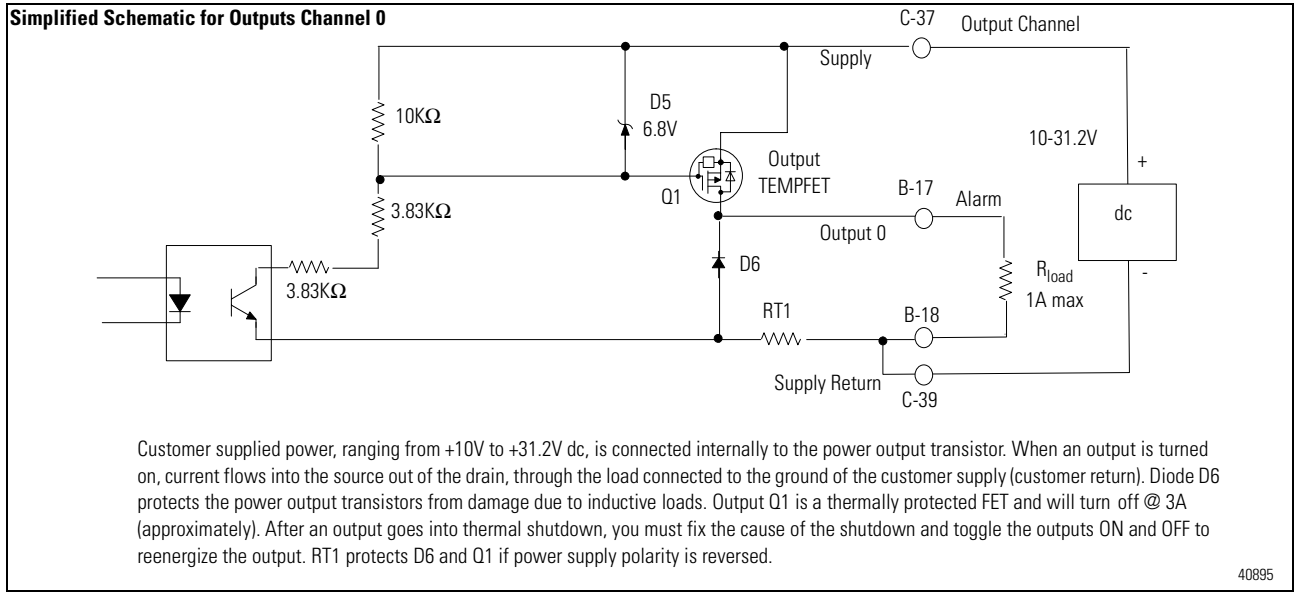 Simplified Schematic for Outputs Channel 0
C-37
Output Channel
Supply
D5
6.8V
10KΩ
10-31.2V
+
Output
TEMPFET
Q1
B-17
Alarm
3.83KΩ
dc
Output 0
D6
Rload
1A max
-
3.83KΩ
RT1
B-18
Supply Return
C-39
Customer supplied power, ranging from +10V to +31.2V dc, is connected internally to the power output transistor. When an output is turned
on, current flows into the source out of the drain, through the load connected to the ground of the customer supply (customer return). Diode D6
protects the power output transistors from damage due to inductive loads. Output Q1 is a thermally protected FET and will turn off @ 3A
(approximately). After an output goes into thermal shutdown, you must fix the cause of the shutdown and toggle the outputs ON and OFF to
reenergize the output. RT1 protects D6 and Q1 if power supply polarity is reversed.
40895